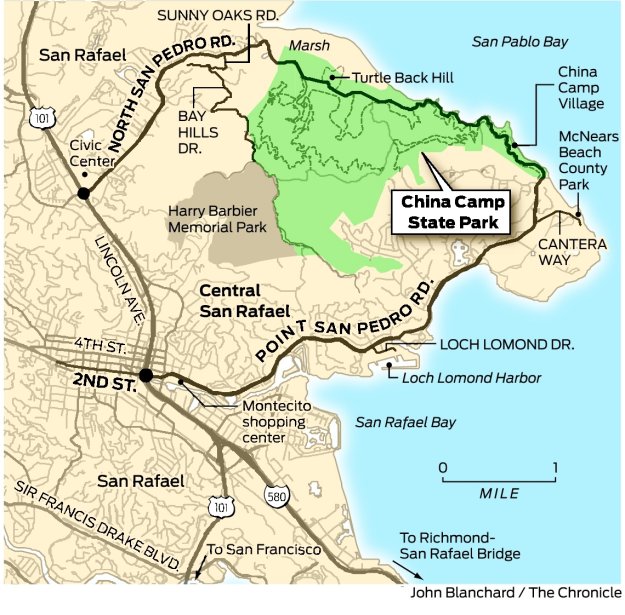 SUNNY OAKS RD.
San Rafael
NORTH SAN PEDRO RD.
Marsh
San Pablo Bay
Turtle Back Hill
China
Camp
Village
101
BAY
HILLS
DR.
Civic
Center
McNears
Beach
County
Park
China Camp
State Park
Harry Barbier
Memorial Park
CANTERA
WAY
LINCOLN AVE.
Central
San Rafael
POINT SAN PEDRO RD.
4TH ST.
2ND ST.
LOCH LOMOND DR.
Loch Lomond Harbor
Montecito
shopping
center
San Rafael Bay
0 1
MILE
San Rafael
580
101
SIR FRANCIS DRAKE BLVD.
To San Francisco
To Richmond-
San Rafael Bridge
John Blanchard / The Chronicle